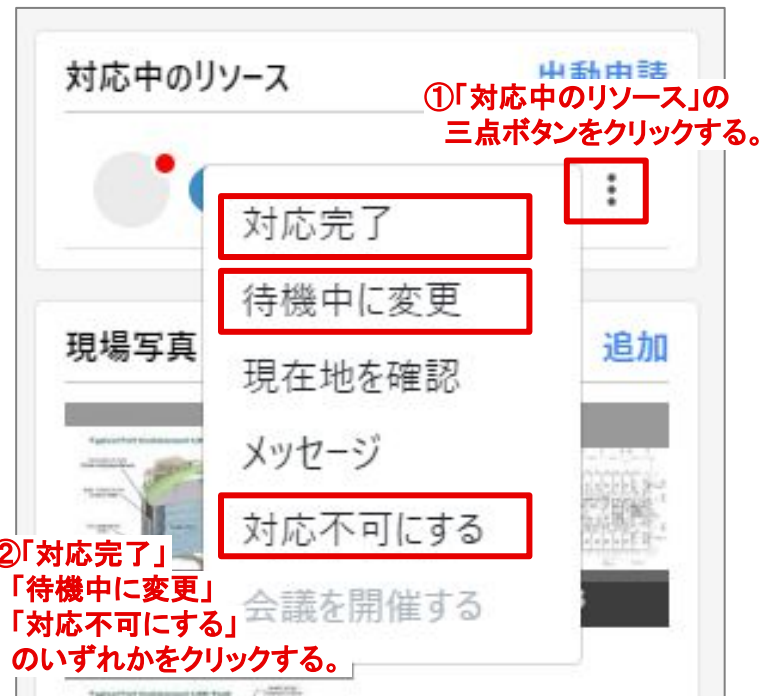 対応中のリソース
出動申請
①「対応中のリソース」の
三点ボタンをクリックする。
対応完了
待機中に変更
現場写真
追加
現在地を確認
メッセージ
対応不可にする
②「対応完了」
「待機中に変更」
「対応不可にする」
のいずれかをクリックする。
会議を開催する